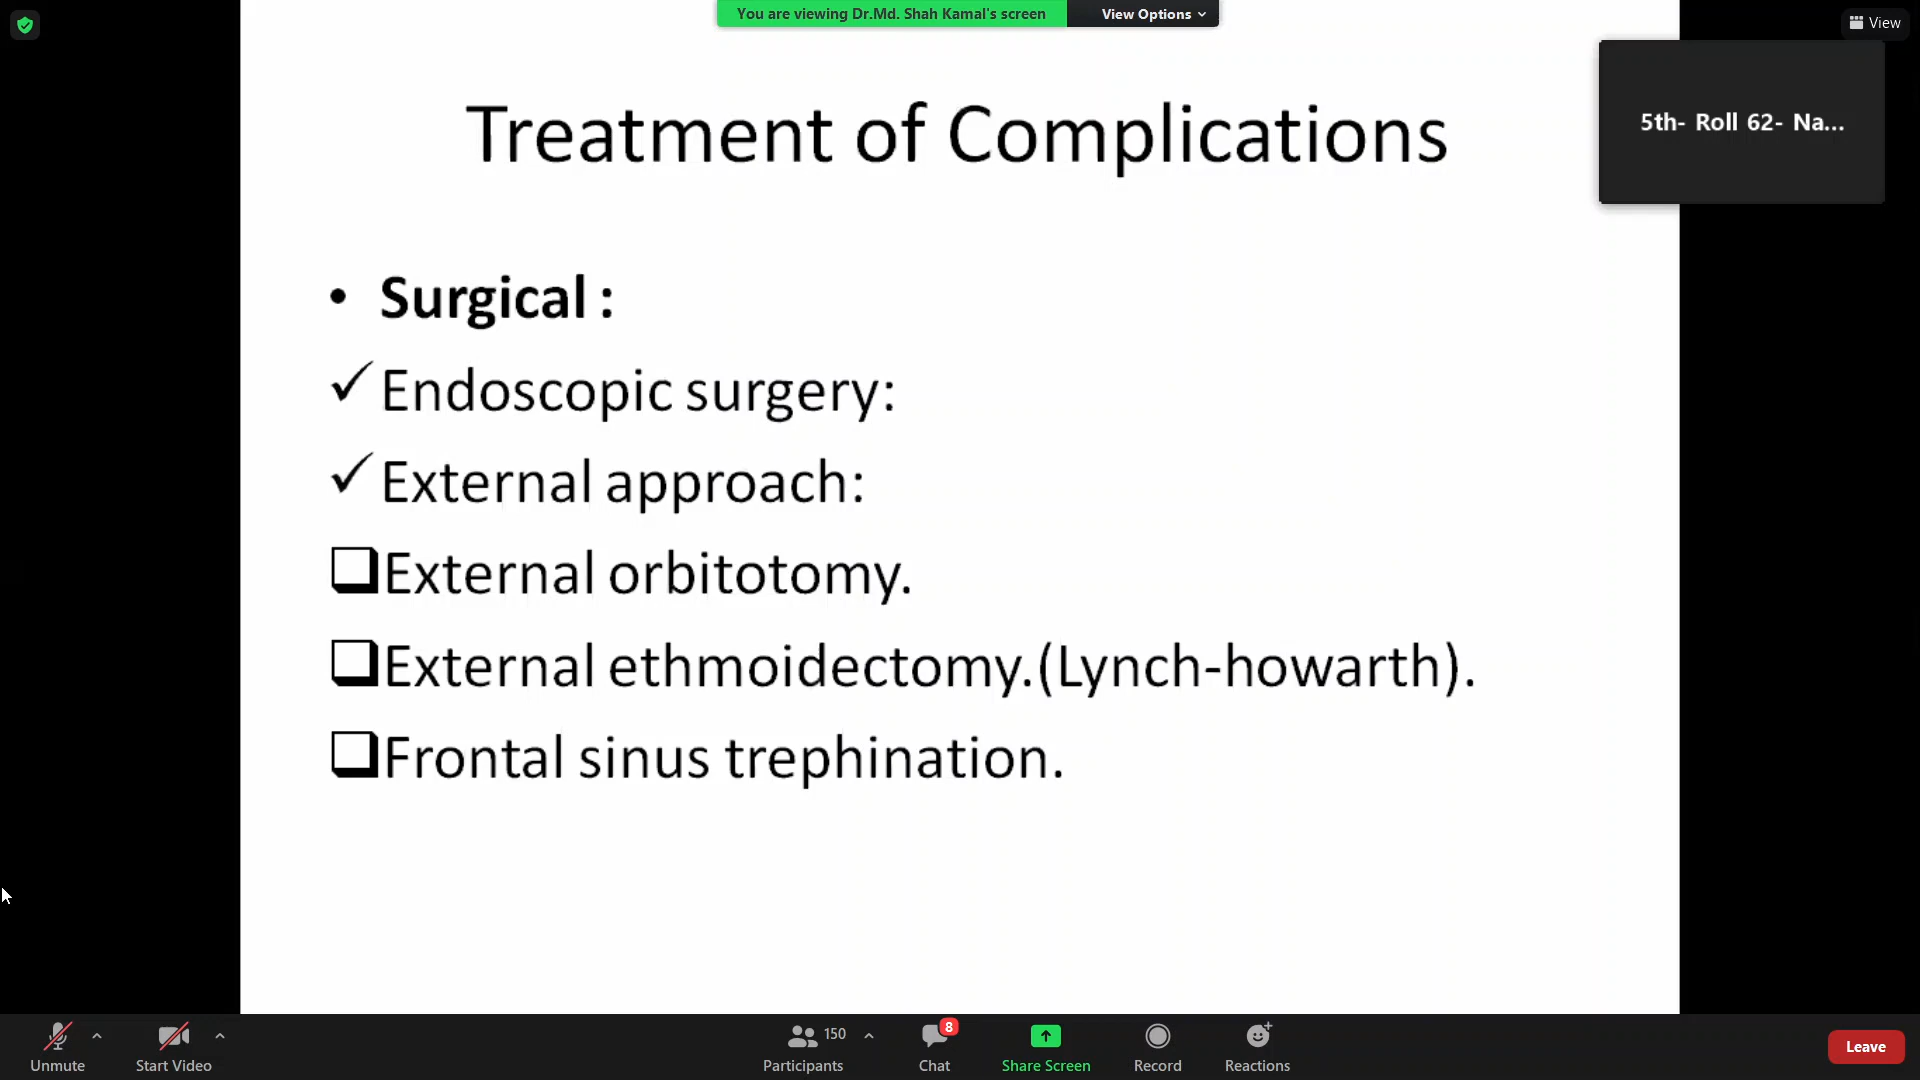 You are viewing Dr.Md. Shah Kamal's screen
View Options
View
5th- Roll 62- Na...
Treatment of Complications
• Surgical :
✓ Endoscopic surgery:
✓ External approach:
❑ External orbitotomy.
❑ External ethmoidectomy.(Lynch-howarth).
❑ Frontal sinus trephination.
Unmute
Start Video
150
Participants
8
Chat
Share Screen
Record
Reactions
Leave